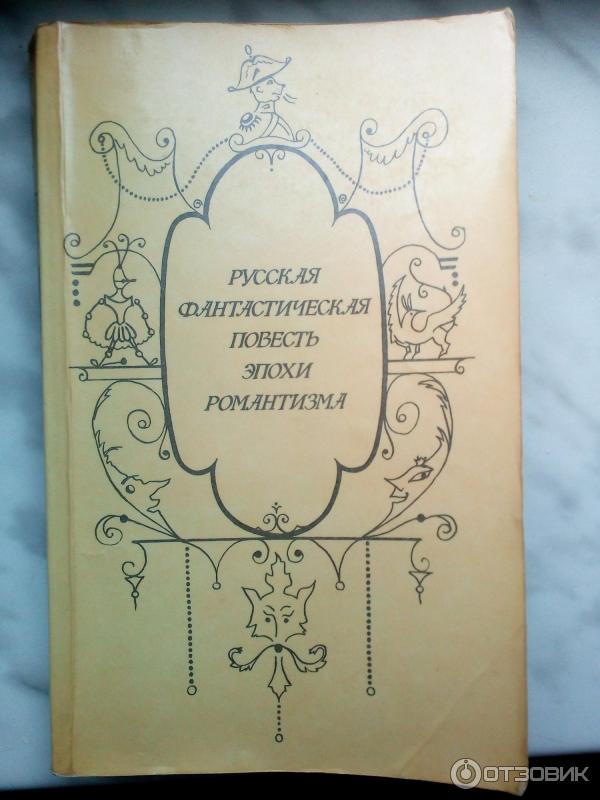 РУССКАЯ
ФАНТАСТИЧЕСКАЯ
ПОВЕСТЬ
ЭПОХИ
РОМАНТИЗМА
ОТЗОВИК